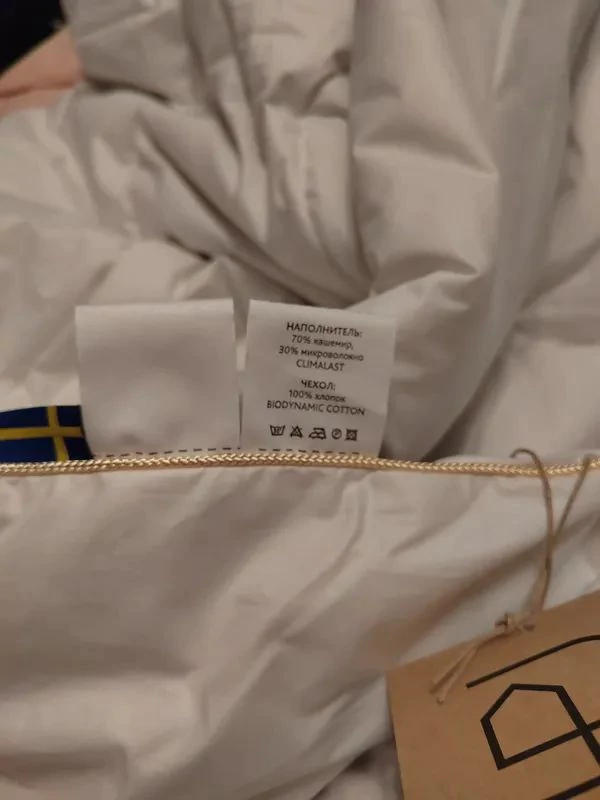 НАПОЛНИТЕЛЬ:
70% кашемир,
30% микроволокно
CLIMALAST
ЧЕХОЛ:
100% хлопок
BIODYNAMIC COTTON